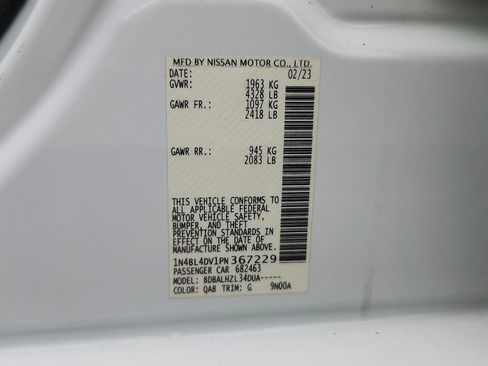 MFD BY NISSAN MOTOR CO., LTD.
DATE: 02/23
GVWR: 1963 KG
4328 LB
GAWR FR.: 1097 KG
2418 LB
GAWR RR.: 945 KG
2083 LB
THIS VEHICLE CONFORMS TO
ALL APPLICABLE FEDERAL
MOTOR VEHICLE SAFETY,
BUMPER, AND THEFT
PREVENTION STANDARDS IN
EFFECT ON THE DATE OF
MANUFACTURE SHOWN ABOVE.
1N4BL4DV1PN367229
PASSENGER CAR 682463
MODEL: BDBALHZL34DUA-----
COLOR: QAB TRIM: G 9N00A